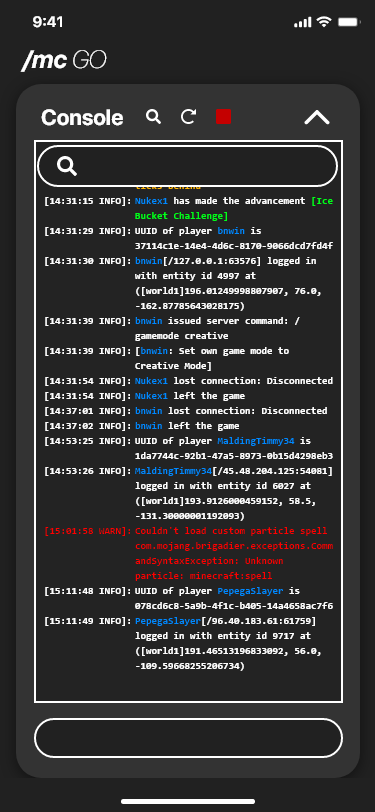 9:41
/mc GO
Console
ticks behind
[14:31:15 INFO]: Nukex1 has made the advancement [Ice
Bucket Challenge]
[14:31:29 INFO]: UUID of player bnwin is
37114c1e-14e4-4d6c-8170-9066dcd7fd4f
[14:31:30 INFO]: bnwin[/127.0.0.1:63576] logged in
with entity id 4997 at
([world1]196.01249998807907, 76.0,
-162.87785643028175)
[14:31:39 INFO]: bnwin issued server command: /
gamemode creative
[14:31:39 INFO]: [bnwin: Set own game mode to
Creative Mode]
[14:31:54 INFO]: Nukex1 lost connection: Disconnected
[14:31:54 INFO]: Nukex1 left the game
[14:37:01 INFO]: bnwin lost connection: Disconnected
[14:37:02 INFO]: bnwin left the game
[14:53:25 INFO]: UUID of player MaldingTimmy34 is
1da7744c-92b1-47a5-8973-0b15d4298eb3
[14:53:26 INFO]: MaldingTimmy34[/45.48.204.125:54081]
logged in with entity id 6027 at
([world1]193.9126000459152, 58.5,
-131.30000001192093)
[15:01:58 WARN]: Couldn't load custom particle spell
com.mojang.brigadier.exceptions.Comm
andSyntaxException: Unknown
particle: minecraft:spell
[15:11:48 INFO]: UUID of player PepegaSlayer is
078cd6c8-5a9b-4f1c-b405-14a4658ac7f6
[15:11:49 INFO]: PepegaSlayer[/96.40.183.61:61759]
logged in with entity id 9717 at
([world1]191.46513196833092, 56.0,
-109.59668255206734)